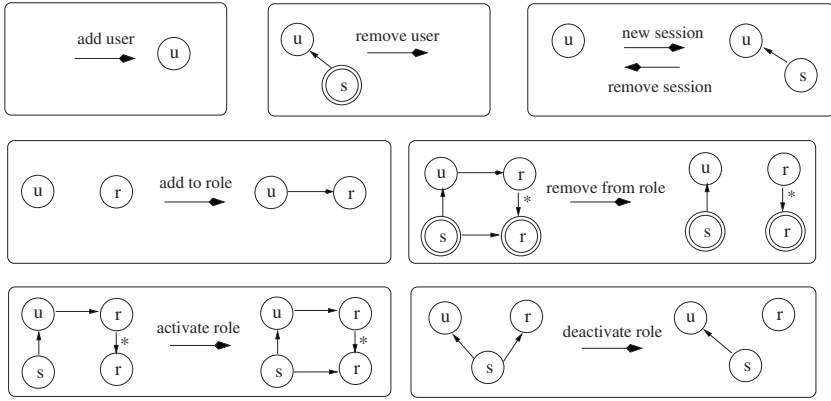 add user
u
u
s
remove user
u
new session
remove session
u
s
u
r
add to role
u
r
u
r
*
s
r
remove from role
u
r
*
s
r
u
r
*
s
r
activate role
u
r
*
s
r
u
r
s
deactivate role
u
r
s